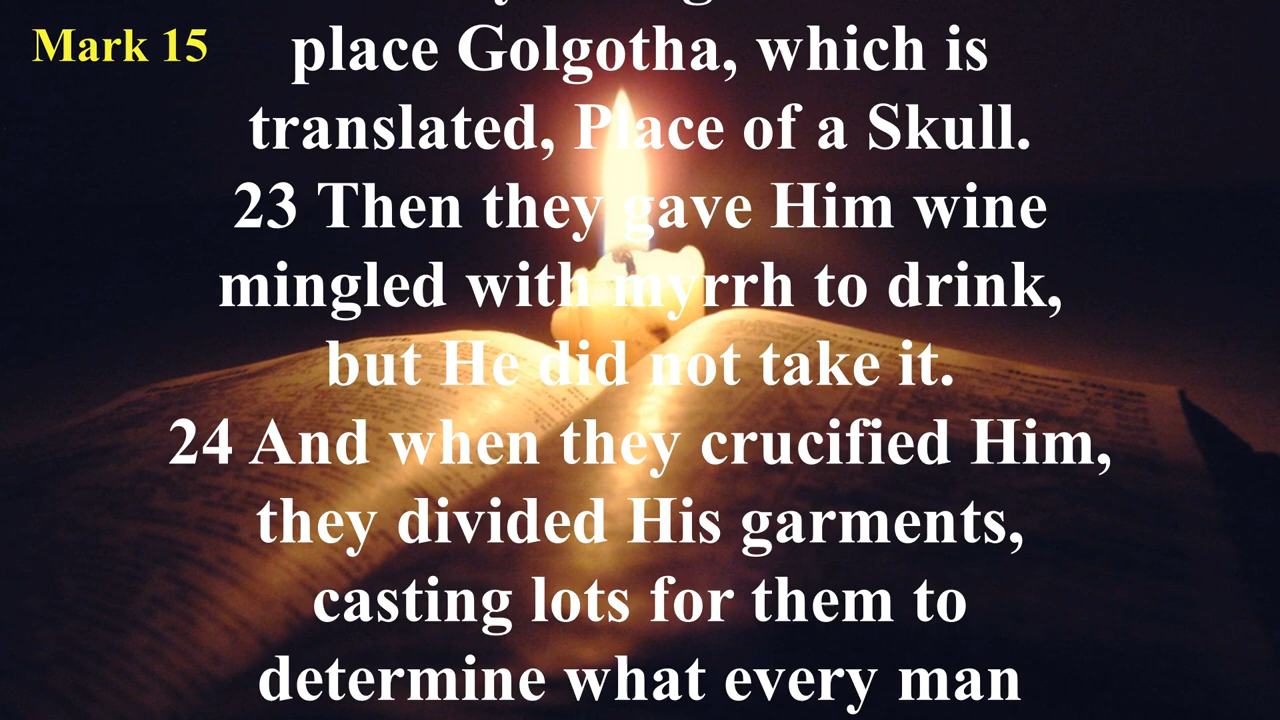 Mark 15
place Golgotha, which is
translated, Place of a Skull.
23 Then they gave Him wine
mingled with myrrh to drink,
but He did not take it.
24 And when they crucified Him,
they divided His garments,
casting lots for them to
determine what every man